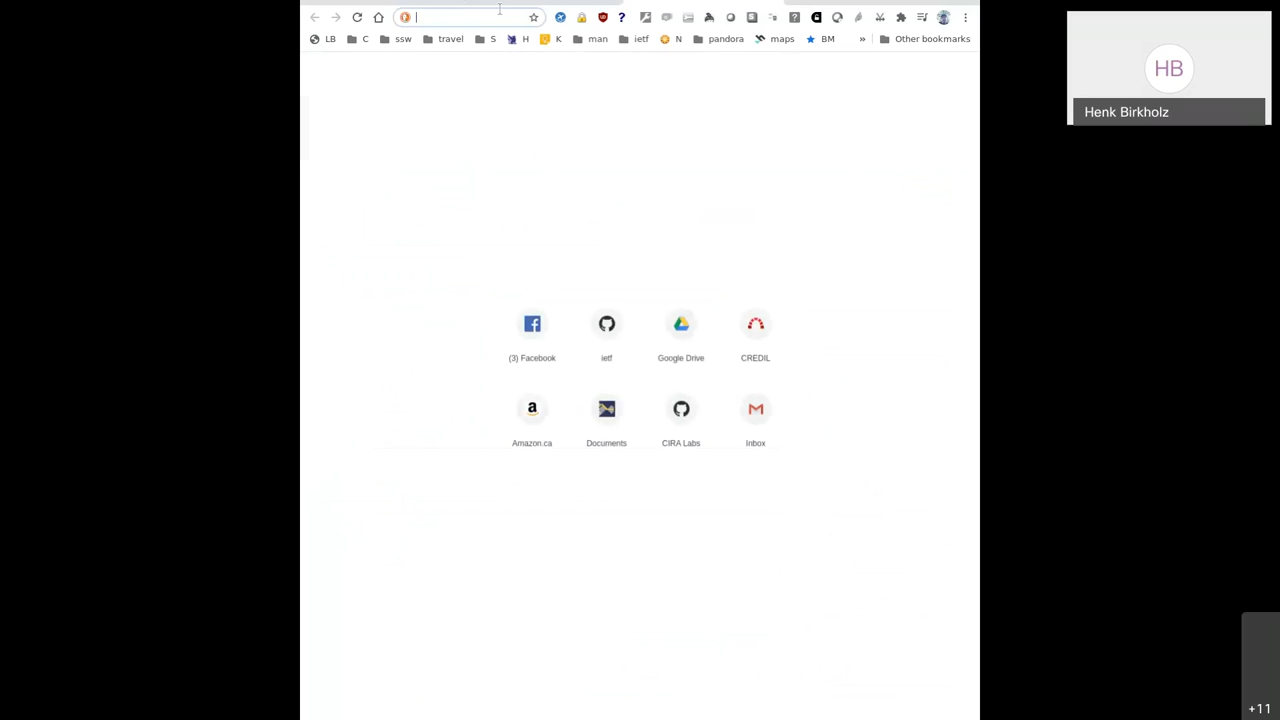 LB C ssw travel S H K man ietf N pandora maps BM » Other bookmarks
HB
Henk Birkholz
(3) Facebook ietf Google Drive CREDIL
Amazon.ca Documents CIRA Labs Inbox
+11